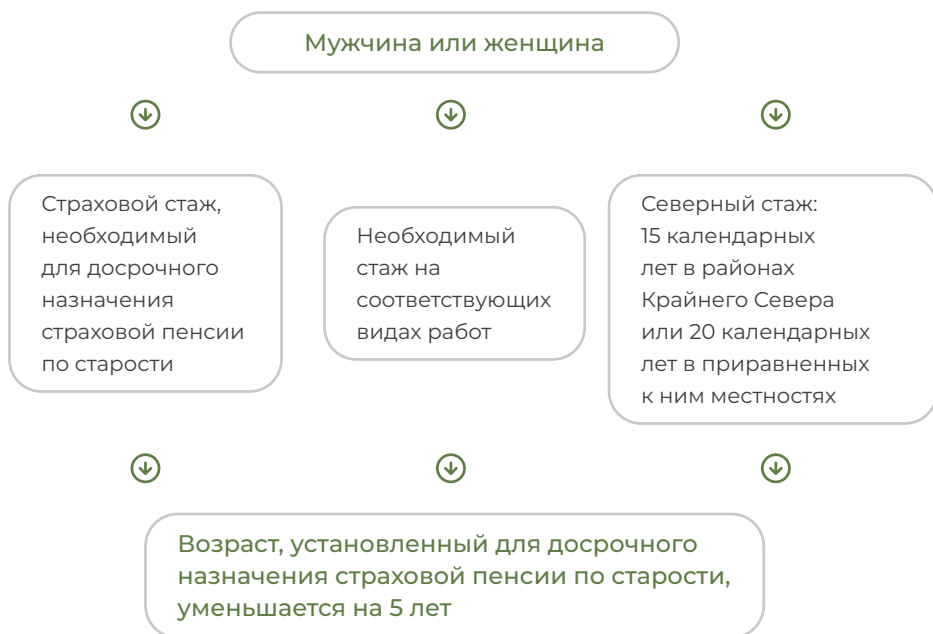 Мужчина или женщина
Страховой стаж,
необходимый
для досрочного
назначения
страховой пенсии
по старости
Необходимый
стаж на
соответствующих
видах работ
Северный стаж:
15 календарных
лет в районах
Крайнего Севера
или 20 календарных
лет в приравненных
к ним местностях
Возраст, установленный для досрочного
назначения страховой пенсии по старости,
уменьшается на 5 лет